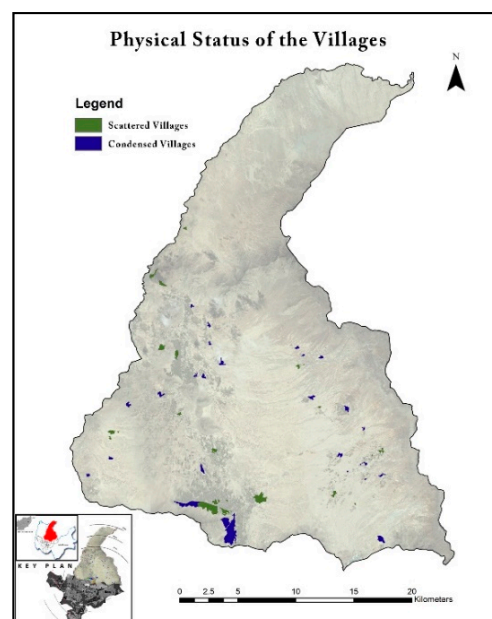 Physical Status of the Villages
N
Legend
Scattered Villages
Condensed Villages
KEY PLAN
0 2.5 5 10 15 20
Kilometers